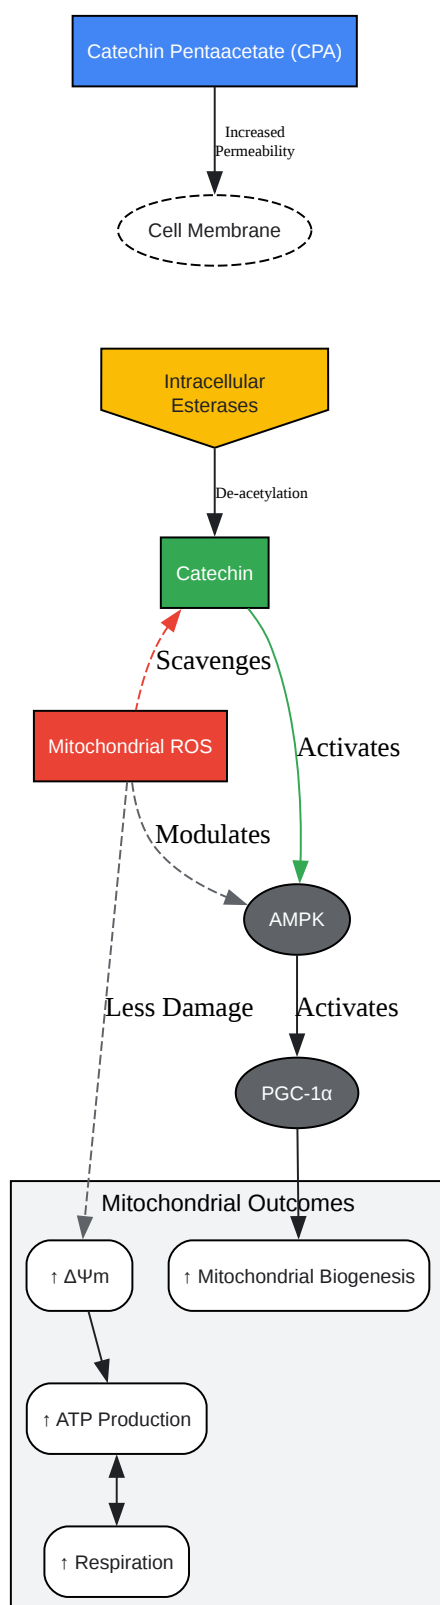 Catechin Pentaacetate (CPA)
Increased
Permeability
Cell Membrane
Intracellular
Esterases
De-acetylation
Catechin
Scavenges
Mitochondrial ROS
Activates
Modulates
AMPK
Less Damage
Activates
PGC-1α
Mitochondrial Outcomes
↑ ΔΨm
↑ Mitochondrial Biogenesis
↑ ATP Production
↑ Respiration